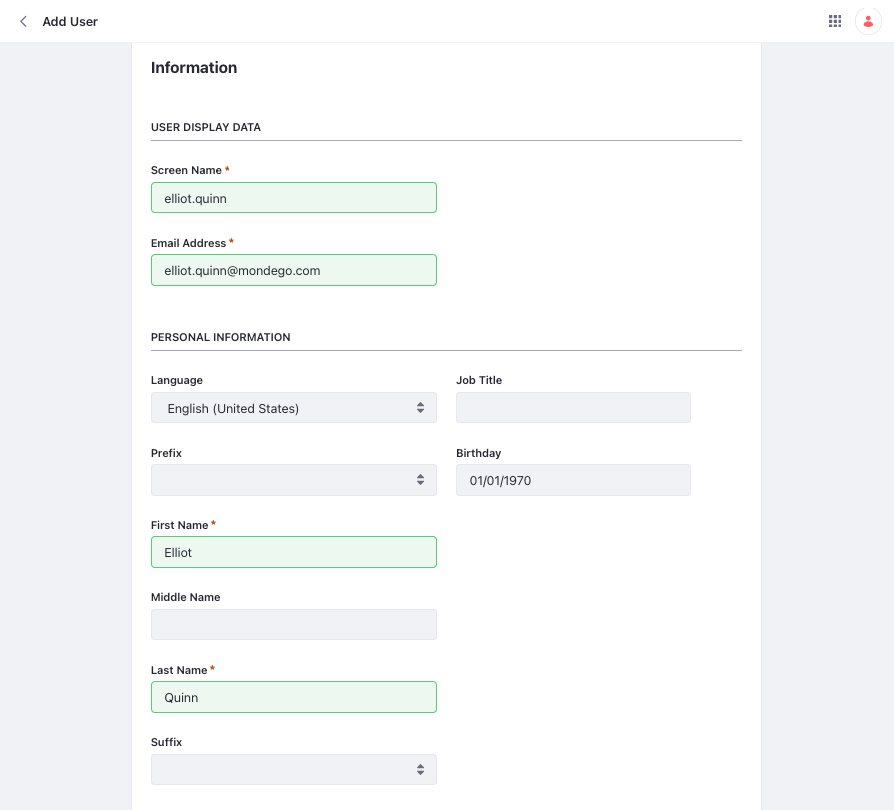 Add User
Information
USER DISPLAY DATA
Screen Name *
elliot.quinn
Email Address *
elliot.quinn@mondego.com
PERSONAL INFORMATION
Language
Job Title
English (United States)
Prefix
Birthday
01/01/1970
First Name *
Elliot
Middle Name
Last Name *
Quinn
Suffix